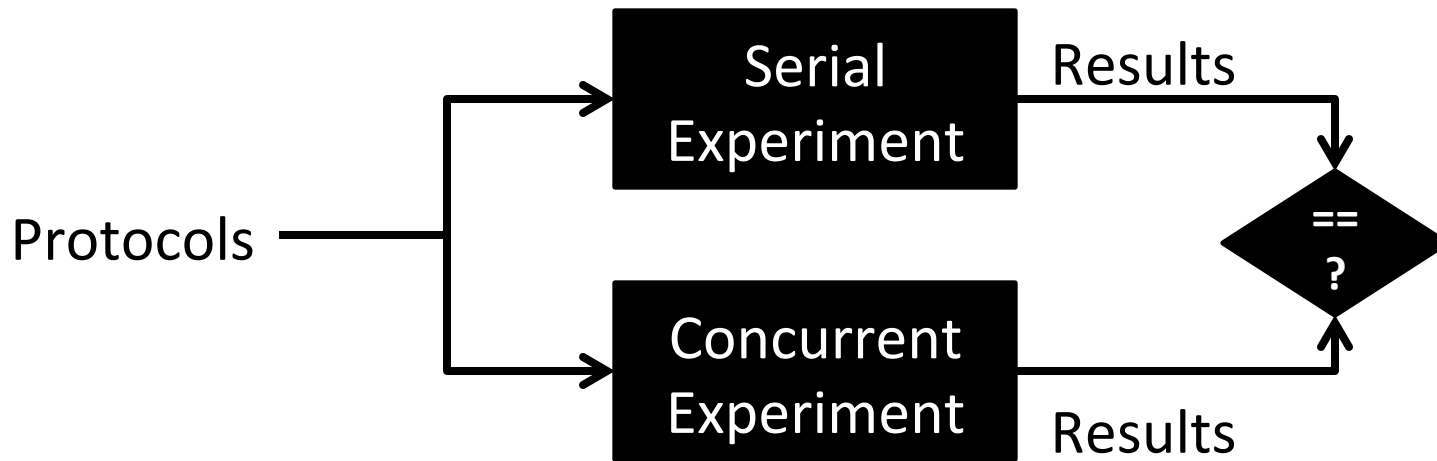 Protocols
Serial
Experiment
Results
Concurrent
Experiment
Results
==
?